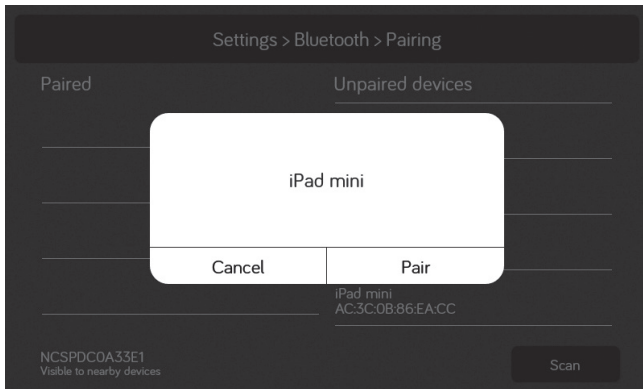 Settings > Bluetooth > Pairing
Paired
Unpaired devices
iPad mini
Cancel
Pair
iPad mini
AC:3C:0B:86:EA:CC
NCSPDC0A33E1
Visible to nearby devices
Scan